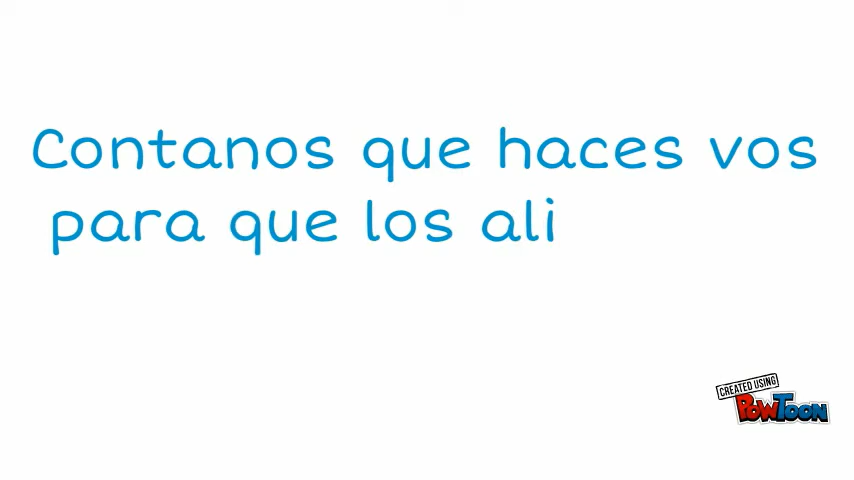 Contanos que haces vos
para que los ali
CREATED USING
POWTOON